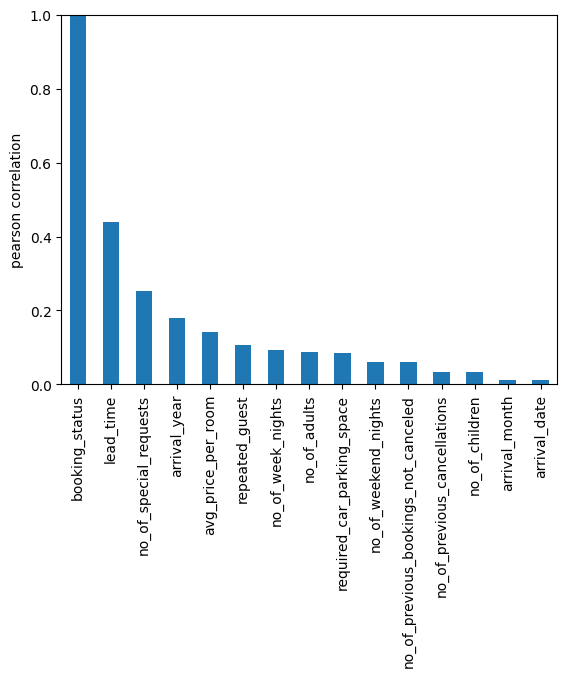 1.0
0.8
0.6
0.4
0.2
0.0
pearson correlation
booking_status
lead_time
no_of_special_requests
arrival_year
avg_price_per_room
repeated_guest
no_of_week_nights
no_of_adults
required_car_parking_space
no_of_weekend_nights
no_of_previous_bookings_not_canceled
no_of_previous_cancellations
no_of_children
arrival_month
arrival_date